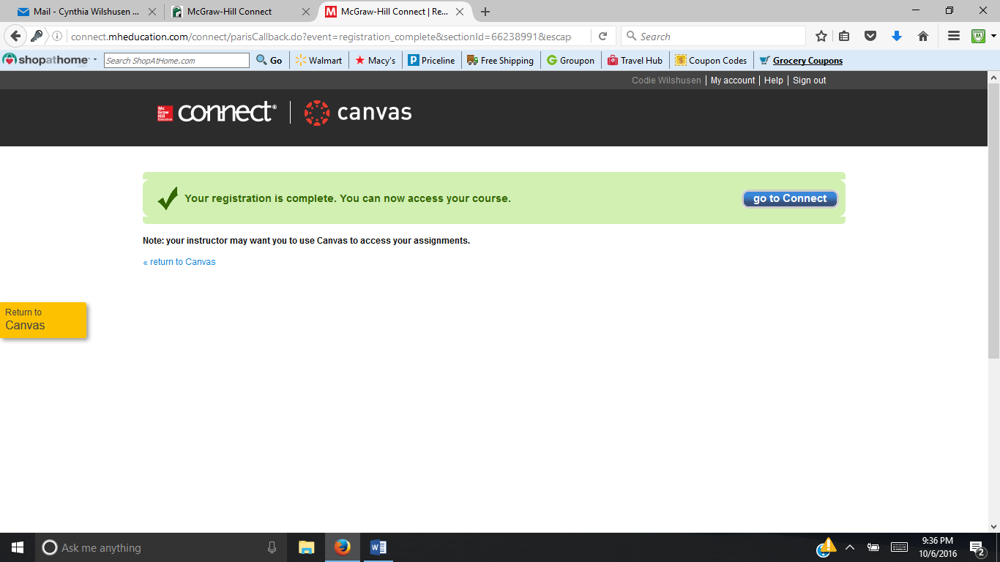 Mail - Cynthia Wilshusen ...
McGraw-Hill Connect
McGraw-Hill Connect | Re...
connect.mheducation.com/connect/parisCallback.do?event=registration_complete&sectionId=66238991&escap
Search
shopathome
Search ShopAtHome.com
Go
Walmart
Macy's
Priceline
Free Shipping
Groupon
Travel Hub
Coupon Codes
Grocery Coupons
Codie Wilshusen | My account | Help | Sign out
Mc Graw Hill Education
connect®
canvas
Your registration is complete. You can now access your course.
go to Connect
Note: your instructor may want you to use Canvas to access your assignments.
« return to Canvas
Return to
Canvas
Ask me anything
9:36 PM
10/6/2016
2